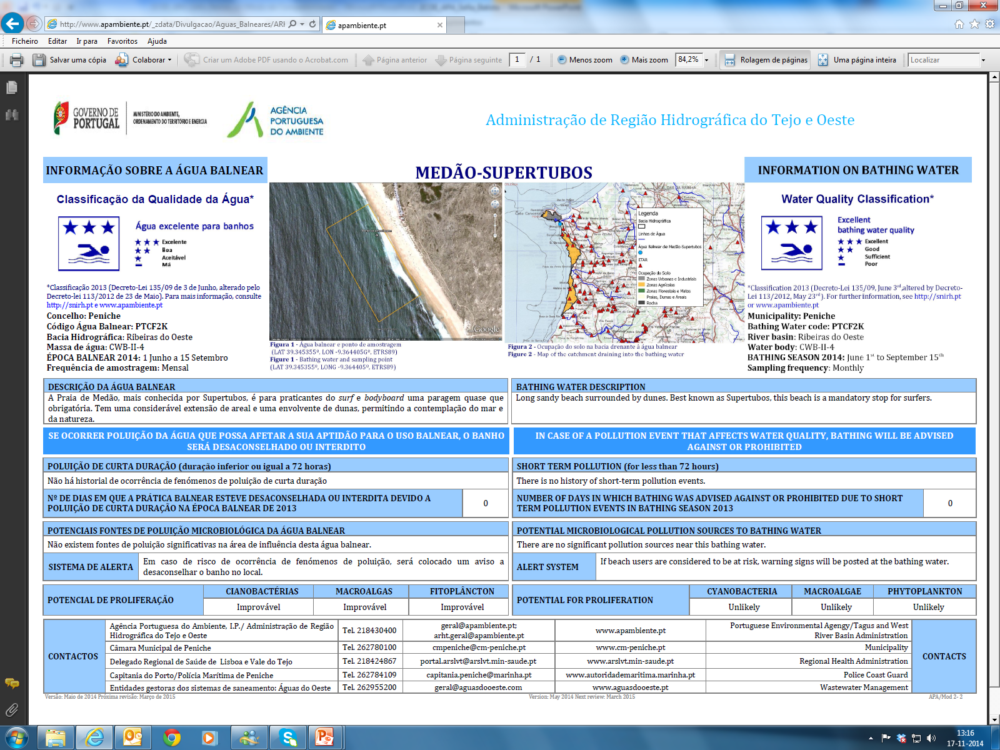 http://www.apambiente.pt/_zdata/Divulgacao/Aguas_Balneares/ARH
apambiente.pt
Ficheiro Editar Ir para Favoritos Ajuda
Salvar uma cópia Colaborar Criar um Adobe PDF usando o Acrobat.com Página anterior Página seguinte 1 / 1 Menos zoom Mais zoom 84,2% Rolagem de páginas Uma página inteira Localizar
GOVERNO DE
PORTUGAL
MINISTÉRIO DO AMBIENTE,
ORDENAMENTO DO TERRITÓRIO E ENERGIA
AGÊNCIA
PORTUGUESA
DO AMBIENTE
Administração de Região Hidrográfica do Tejo e Oeste
INFORMAÇÃO SOBRE A ÁGUA BALNEAR
MEDÃO-SUPERTUBOS
INFORMATION ON BATHING WATER
Classificação da Qualidade da Água*
Água excelente para banhos
Excelente
Boa
Aceitável
Má
*Classificação 2013 (Decreto-Lei 135/09 de 3 de Junho, alterado pelo
Decreto-lei 113/2012 de 23 de Maio). Para mais informação, consulte
http://snirh.pt e www.apambiente.pt
Concelho: Peniche
Código Água Balnear: PTCF2K
Bacia Hidrográfica: Ribeiras do Oeste
Massa de água: CWB-II-4
ÉPOCA BALNEAR 2014: 1 Junho a 15 Setembro
Frequência de amostragem: Mensal
Google
Figura 1 - Água balnear e ponto de amostragem
(LAT 39.345355º, LON -9.364405Gº, ETRS89)
Figure 1 - Bathing water and sampling point
(LAT 39.345355º, LONG -9.364405º, ETRS89)
Legenda
Bacia Hidrográfica
Linhas de Água
Água Balnear de Medão-Supertubos
ETAR
Ocupação do Solo
Zonas Urbanas e Industriais
Zonas Agrícolas
Zonas Florestais e Matos
Praias, Dunas e Areais
Rocha
Figura 2 - Ocupação do solo na bacia drenante à água balnear
Figure 2 - Map of the catchment draining into the bathing water
Water Quality Classification*
Excellent
bathing water quality
Excellent
Good
Sufficient
Poor
*Classification 2013 (Decreto-Lei 135/09, June 3rd,altered by Decreto-
Lei 113/2012, May 23rd). For further information, see http://snirh.pt
or www.apambiente.pt
Municipality: Peniche
Bathing Water code: PTCF2K
River basin: Ribeiras do Oeste
Water body: CWB-II-4
BATHING SEASON 2014: June 1st to September 15th
Sampling frequency: Monthly
DESCRIÇÃO DA ÁGUA BALNEAR
A Praia de Medão, mais conhecida por Supertubos, é para praticantes do surf e bodyboard uma paragem quase que
obrigatória. Tem uma considerável extensão de areal e uma envolvente de dunas, permitindo a contemplação do mar e
da natureza.
BATHING WATER DESCRIPTION
Long sandy beach surrounded by dunes. Best known as Supertubos, this beach is a mandatory stop for surfers.
SE OCORRER POLUIÇÃO DA ÁGUA QUE POSSA AFETAR A SUA APTIDÃO PARA O USO BALNEAR, O BANHO
SERÁ DESACONSELHADO OU INTERDITO
IN CASE OF A POLLUTION EVENT THAT AFFECTS WATER QUALITY, BATHING WILL BE ADVISED
AGAINST OR PROHIBITED
POLUIÇÃO DE CURTA DURAÇÃO (duração inferior ou igual a 72 horas)
Não há historial de ocorrência de fenómenos de poluição de curta duração
Nº DE DIAS EM QUE A PRÁTICA BALNEAR ESTEVE DESACONSELHADA OU INTERDITA DEVIDO A
POLUIÇÃO DE CURTA DURAÇÃO NA ÉPOCA BALNEAR DE 2013
0
SHORT TERM POLLUTION (for less than 72 hours)
There is no history of short-term pollution events.
NUMBER OF DAYS IN WHICH BATHING WAS ADVISED AGAINST OR PROHIBITED DUE TO SHORT
TERM POLLUTION EVENTS IN BATHING SEASON 2013
0
POTENCIAIS FONTES DE POLUIÇÃO MICROBIOLÓGICA DA ÁGUA BALNEAR
Não existem fontes de poluição significativas na área de influência desta água balnear.
SISTEMA DE ALERTA
Em caso de risco de ocorrência de fenómenos de poluição, será colocado um aviso a
desaconselhar o banho no local.
POTENTIAL MICROBIOLOGICAL POLLUTION SOURCES TO BATHING WATER
There are no significant pollution sources near this bathing water.
ALERT SYSTEM
If beach users are considered to be at risk, warning signs will be posted at the bathing water.
POTENCIAL DE PROLIFERAÇÃO
CIANOBACTÉRIAS MACROALGAS FITOPLÂNCTON
Improvável Improvável Improvável
POTENTIAL FOR PROLIFERATION
CYANOBACTERIA MACROALGAE PHYTOPLANKTON
Unlikely Unlikely Unlikely
CONTACTOS
Agência Portuguesa do Ambiente, I.P./ Administração de Região
Hidrográfica do Tejo e Oeste
Tel. 218430400
geral@apambiente.pt;
arht.geral@apambiente.pt
www.apambiente.pt
Portuguese Environmental Agengy/Tagus and West
River Basin Administration
Câmara Municipal de Peniche Tel. 262780100 cmpeniche@cm-peniche.pt www.cm-peniche.pt Municipality
Delegado Regional de Saúde de Lisboa e Vale do Tejo Tel. 218424867 portal.arslvt@arslvt.min-saude.pt www.arslvt.min-saude.pt Regional Health Administration
Capitania do Porto/Polícia Marítima de Peniche Tel. 262784109 capitania.peniche@marinha.pt www.autoridademaritima.marinha.pt Police Coast Guard
Entidades gestoras dos sistemas de saneamento: Águas do Oeste Tel. 262955200 geral@aguasdooeste.com www.aguasdooeste.pt Wastewater Management
CONTACTS
Versão: Maio de 2014 Próxima revisão: Março de 2015
Version: May 2014 Next review: March 2015
APA/Mod 2- 2
13:16
17-11-2014